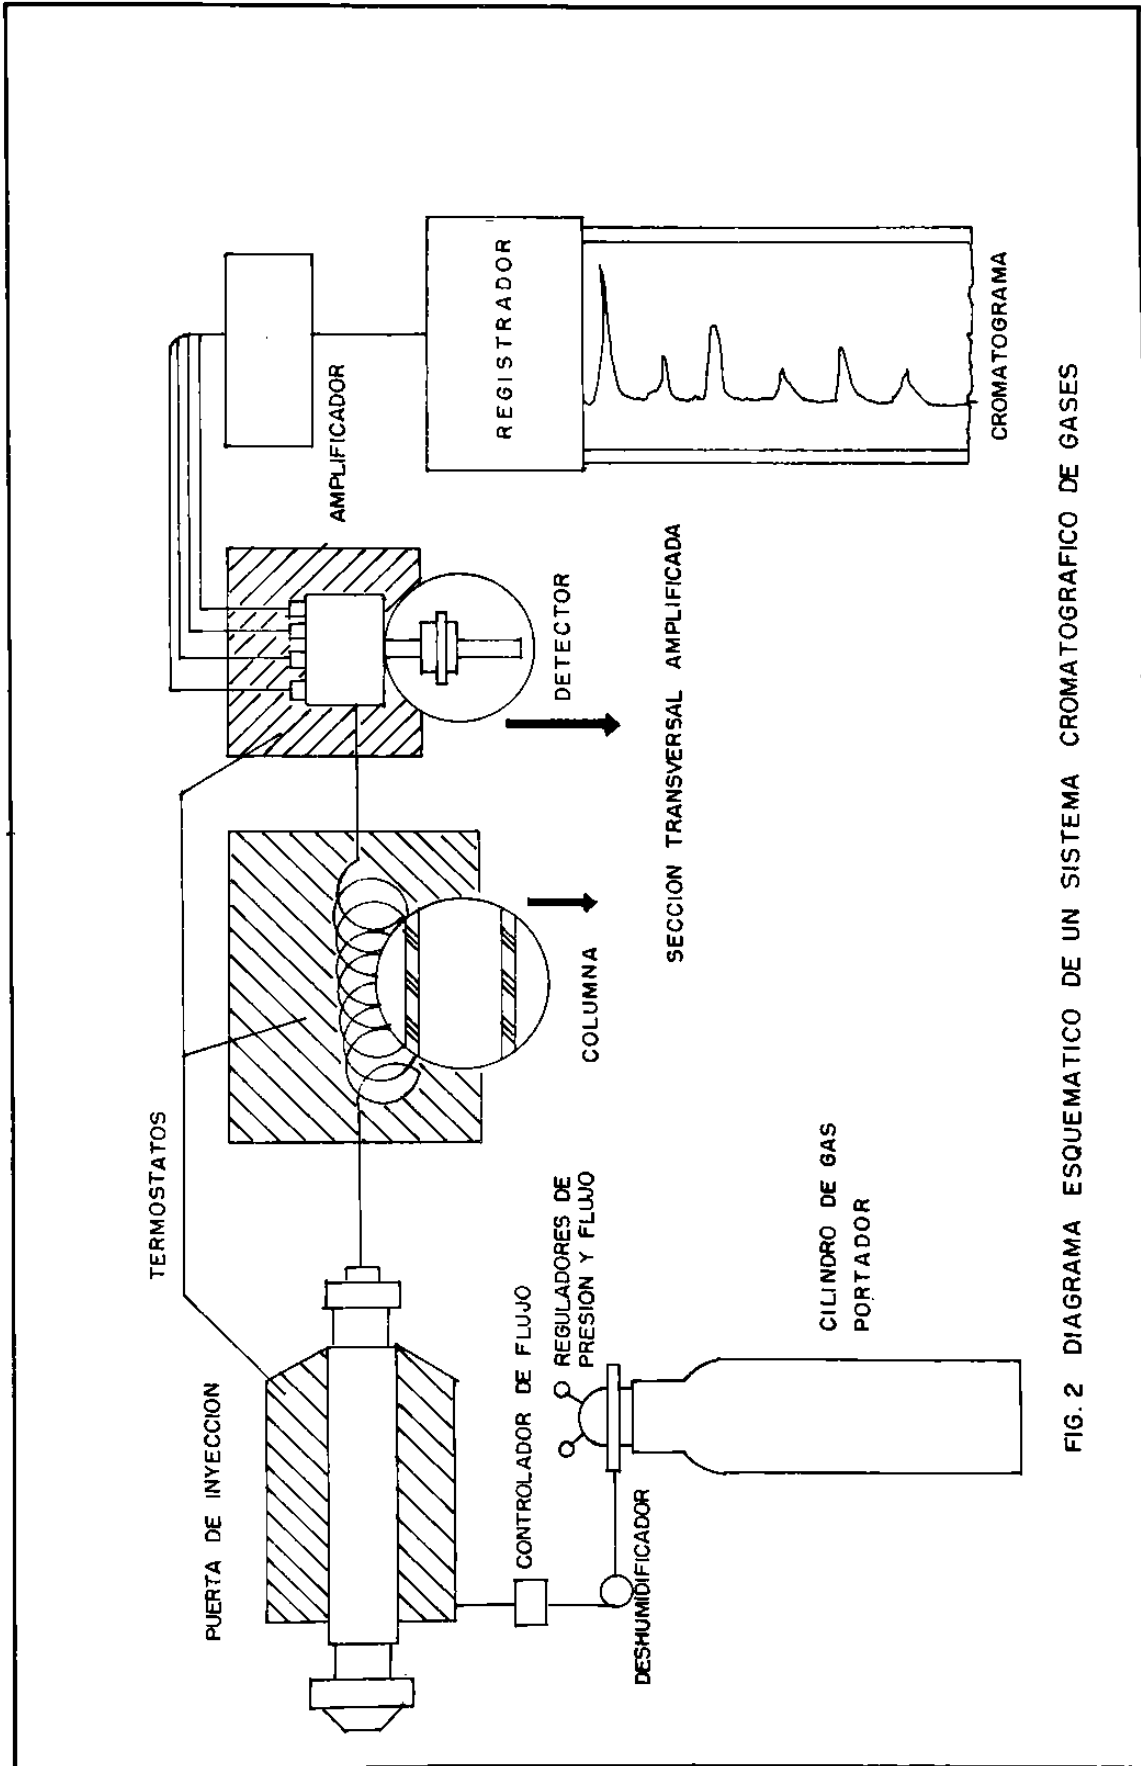 TERMOSTATOS
PUERTA DE INYECCION
AMPLIFICADOR
REGISTRADOR
CONTROLADOR DE FLUJO
REGULADORES DE
PRESION Y FLUJO
DESHUMIDIFICADOR
COLUMNA
DETECTOR
SECCION TRANSVERSAL AMPLIFICADA
CILINDRO DE GAS
PORTADOR
CROMATOGRAMA
FIG. 2 DIAGRAMA ESQUEMATICO DE UN SISTEMA CROMATOGRAFICO DE GASES